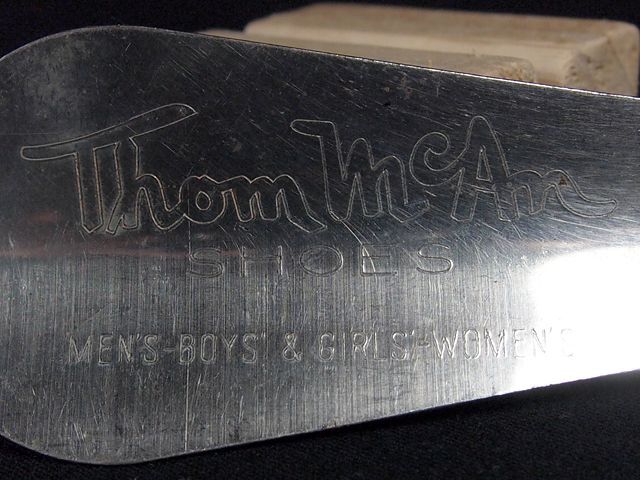 Thom McAn
SHOES
MEN'S-BOYS' & GIRLS'-WOMEN'S